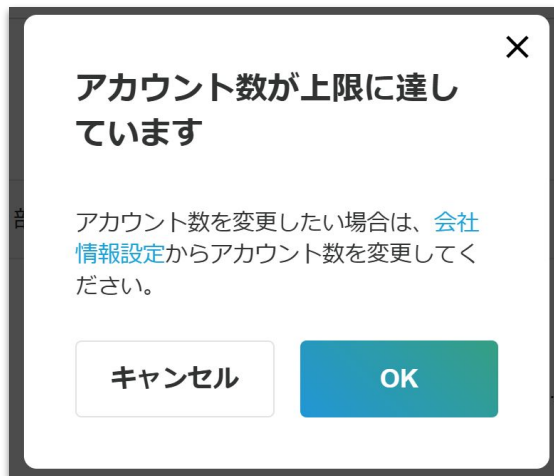 アカウント数が上限に達し
ています
アカウント数を変更したい場合は、会社
情報設定からアカウント数を変更してく
ださい。
キャンセル
OK